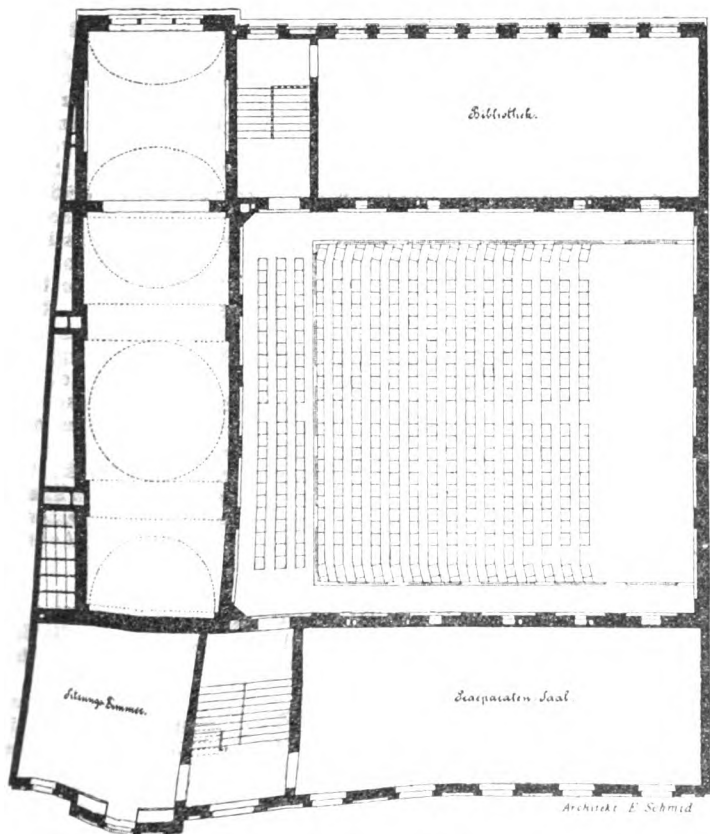 Bibliothek.
Sitzungs Zimmer.
Praeparaten-Saal.
Architekt E Schmid